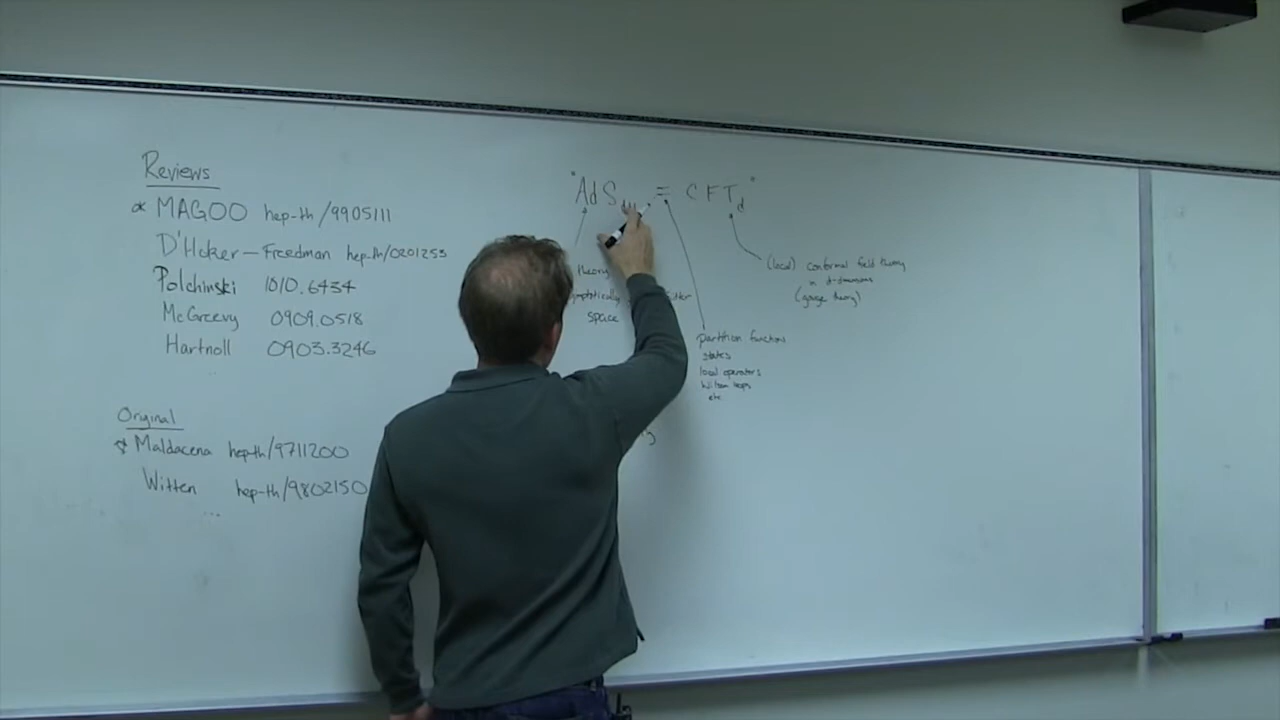 Reviews
* MAGOO hep-th/9905111
D'Hoker – Freedman hep-th/0201253
Polchinski 1010.6434
McGreevy 0909.0518
Hartnoll 0903.3246
...
Original
* Maldacena hep-th/9711200
Witten hep-th/9802150
...
"AdS = CFT_d"
theory
space
(local) conformal field theory
in d-dimensions
(gauge theory)
partition functions
states
local operators
Wilson loops
etc.